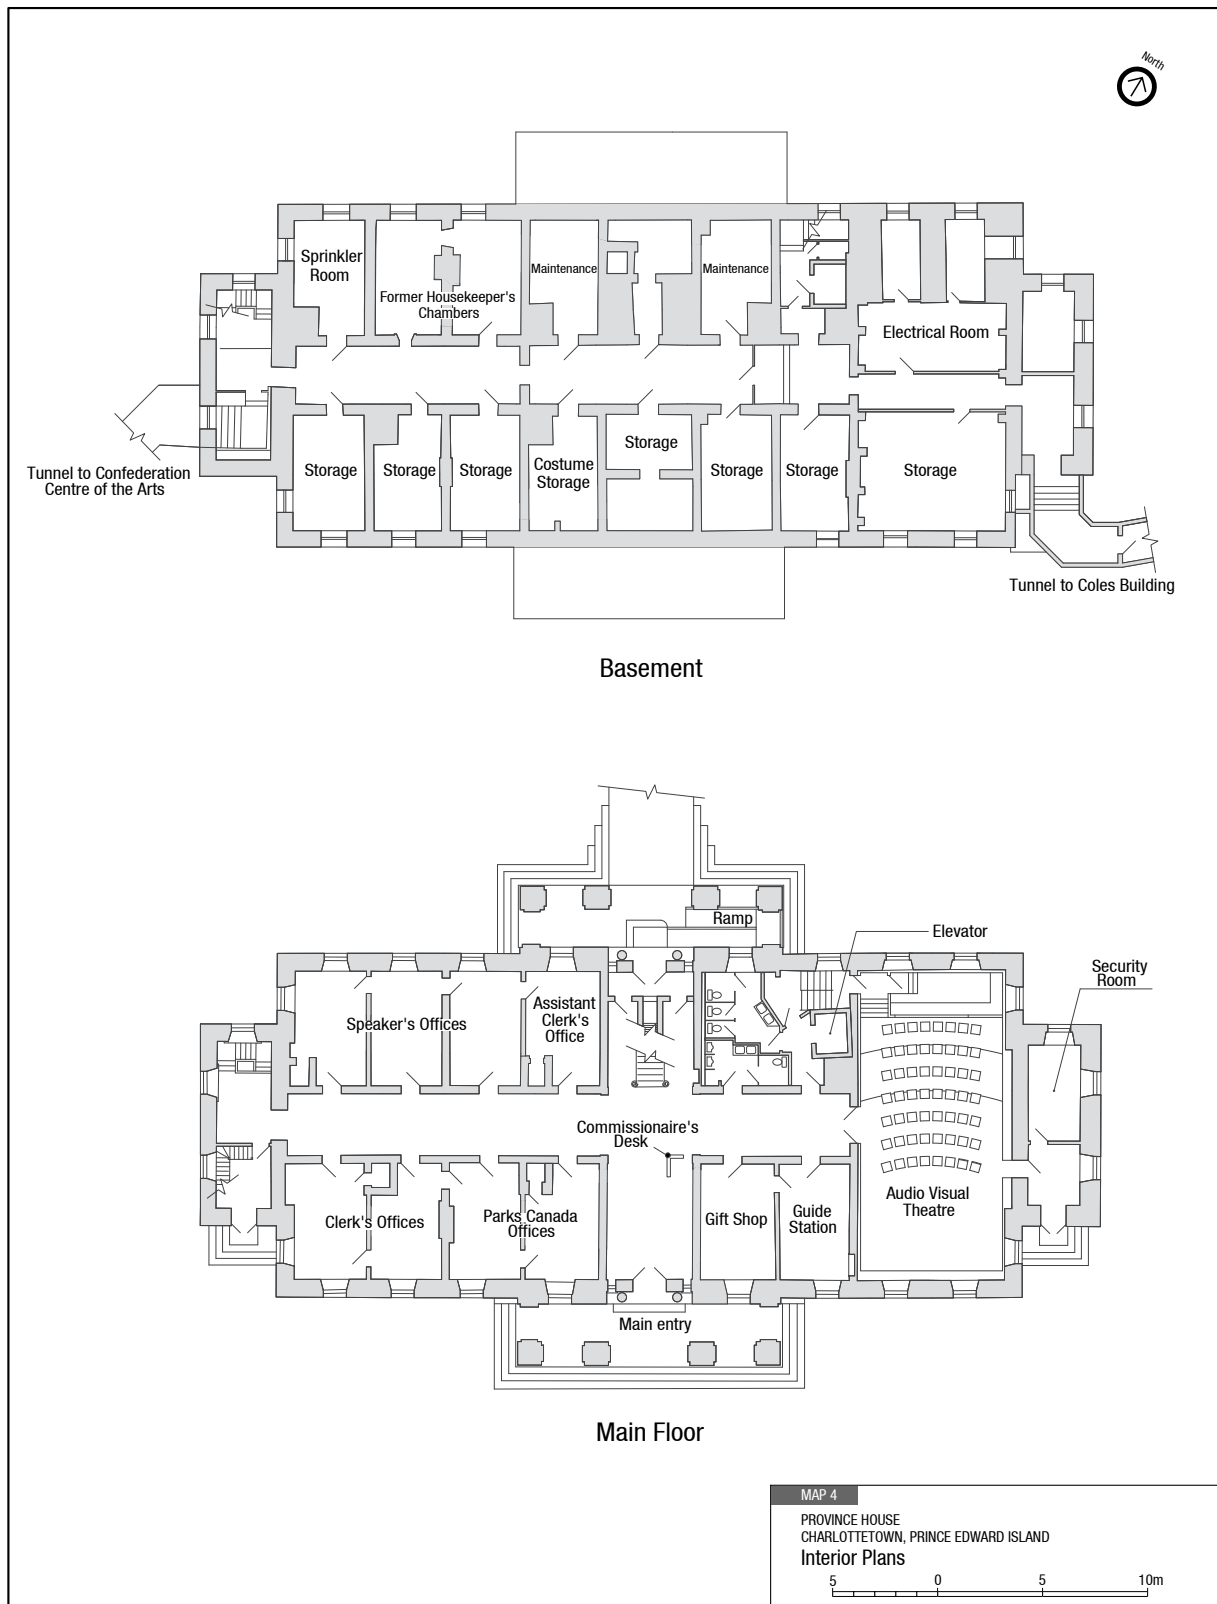 North
Sprinkler
Room
Former Housekeeper's
Chambers
Maintenance
Maintenance
Electrical Room
Storage
Storage
Storage
Costume
Storage
Storage
Storage
Storage
Storage
Tunnel to Confederation
Centre of the Arts
Tunnel to Coles Building
Basement
Ramp
Elevator
Security
Room
Speaker's Offices
Assistant
Clerk's
Office
Commissionaire's
Desk
Clerk's Offices
Parks Canada
Offices
Gift Shop
Guide
Station
Audio Visual
Theatre
Main entry
Main Floor
MAP 4
PROVINCE HOUSE
CHARLOTTETOWN, PRINCE EDWARD ISLAND
Interior Plans
5 0 5 10m